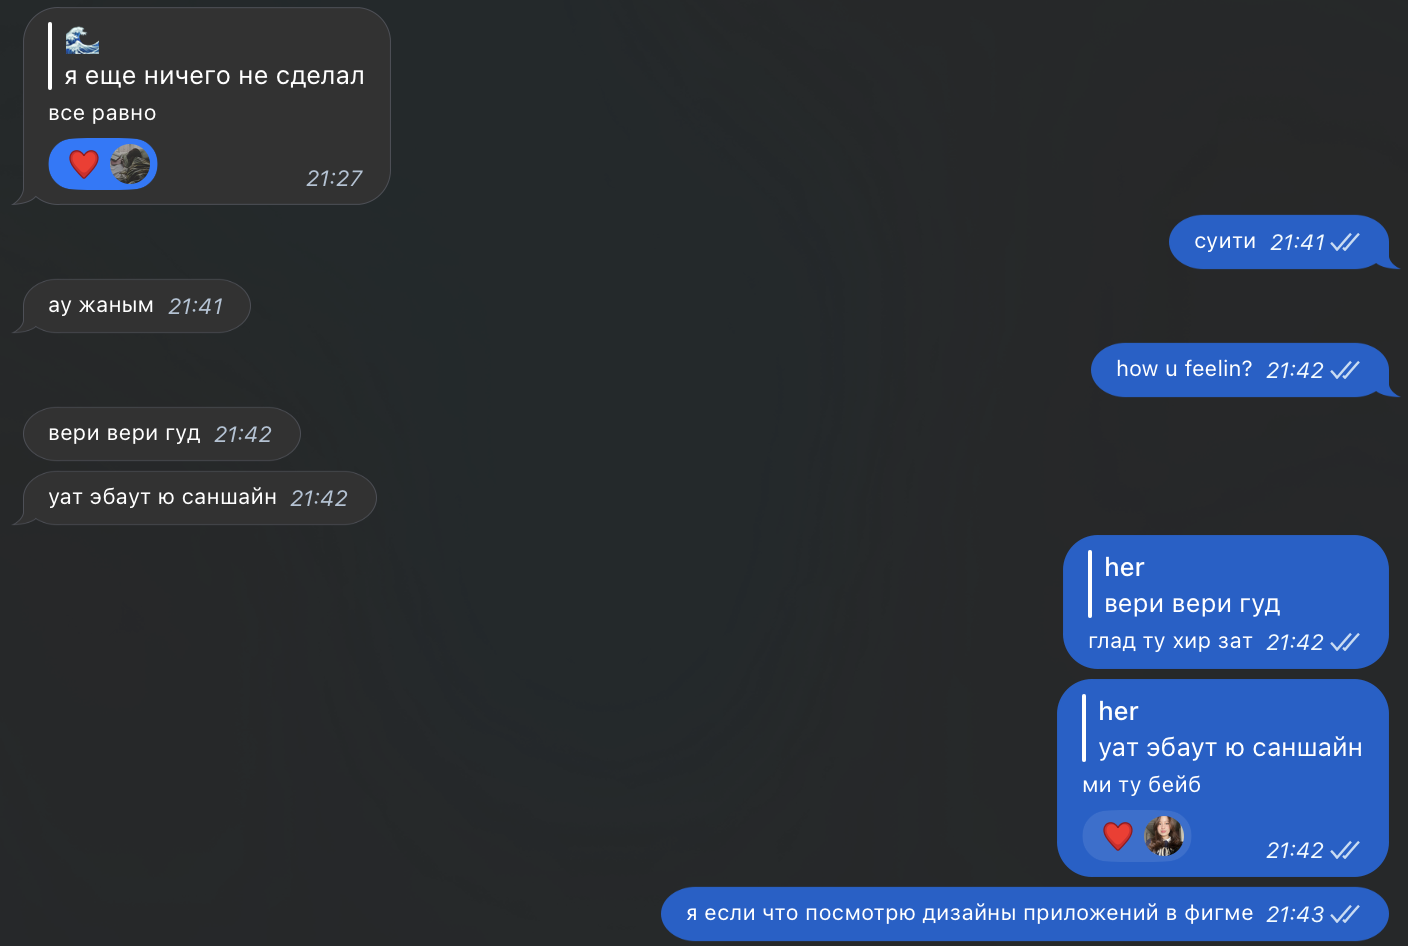 🌊
я еще ничего не сделал
все равно
❤️ 21:27
суити 21:41
ау жаным 21:41
how u feelin? 21:42
вери вери гуд 21:42
уат эбаут ю саншайн 21:42
her
вери вери гуд
глад ту хир зат 21:42
her
уат эбаут ю саншайн
ми ту бейб
❤️ 21:42
я если что посмотрю дизайны приложений в фигме 21:43